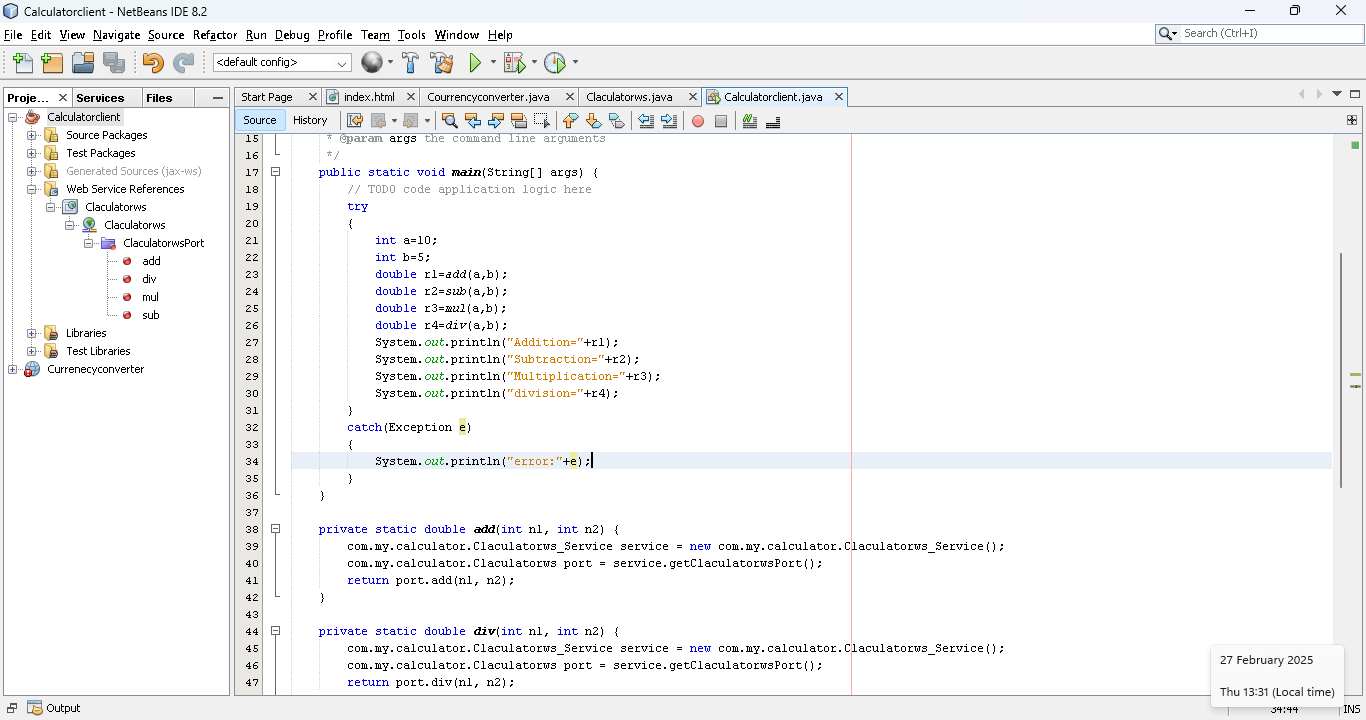 Calculatorclient - NetBeans IDE 8.2
File Edit View Navigate Source Refactor Run Debug Profile Team Tools Window Help
Search (Ctrl+I)
<default config>
Proje... Services Files
Start Page index.html Courrencyconverter.java Claculatorws.java Calculatorclient.java
Calculatorclient
Source Packages
Test Packages
Generated Sources (jax-ws)
Web Service References
Claculatorws
Claculatorws
ClaculatorwsPort
add
div
mul
sub
Libraries
Test Libraries
Currenecyconverter
Source History
15 * @param args the command line arguments
16 */
17 public static void main(String[] args) {
18 // TODO code application logic here
19 try
20 {
21 int a=10;
22 int b=5;
23 double r1=add(a,b);
24 double r2=sub(a,b);
25 double r3=mul(a,b);
26 double r4=div(a,b);
27 System.out.println("Addition="+r1);
28 System.out.println("Subtraction="+r2);
29 System.out.println("Multiplication="+r3);
30 System.out.println("division="+r4);
31 }
32 catch(Exception e)
33 {
34 System.out.println("error:"+e);
35 }
36 }
37
38 private static double add(int n1, int n2) {
39 com.my.calculator.Claculatorws_Service service = new com.my.calculator.Claculatorws_Service();
40 com.my.calculator.Claculatorws port = service.getClaculatorwsPort();
41 return port.add(n1, n2);
42 }
43
44 private static double div(int n1, int n2) {
45 com.my.calculator.Claculatorws_Service service = new com.my.calculator.Claculatorws_Service();
46 com.my.calculator.Claculatorws port = service.getClaculatorwsPort();
47 return port.div(n1, n2);
27 February 2025
Thu 13:31 (Local time)
Output
34:44 INS